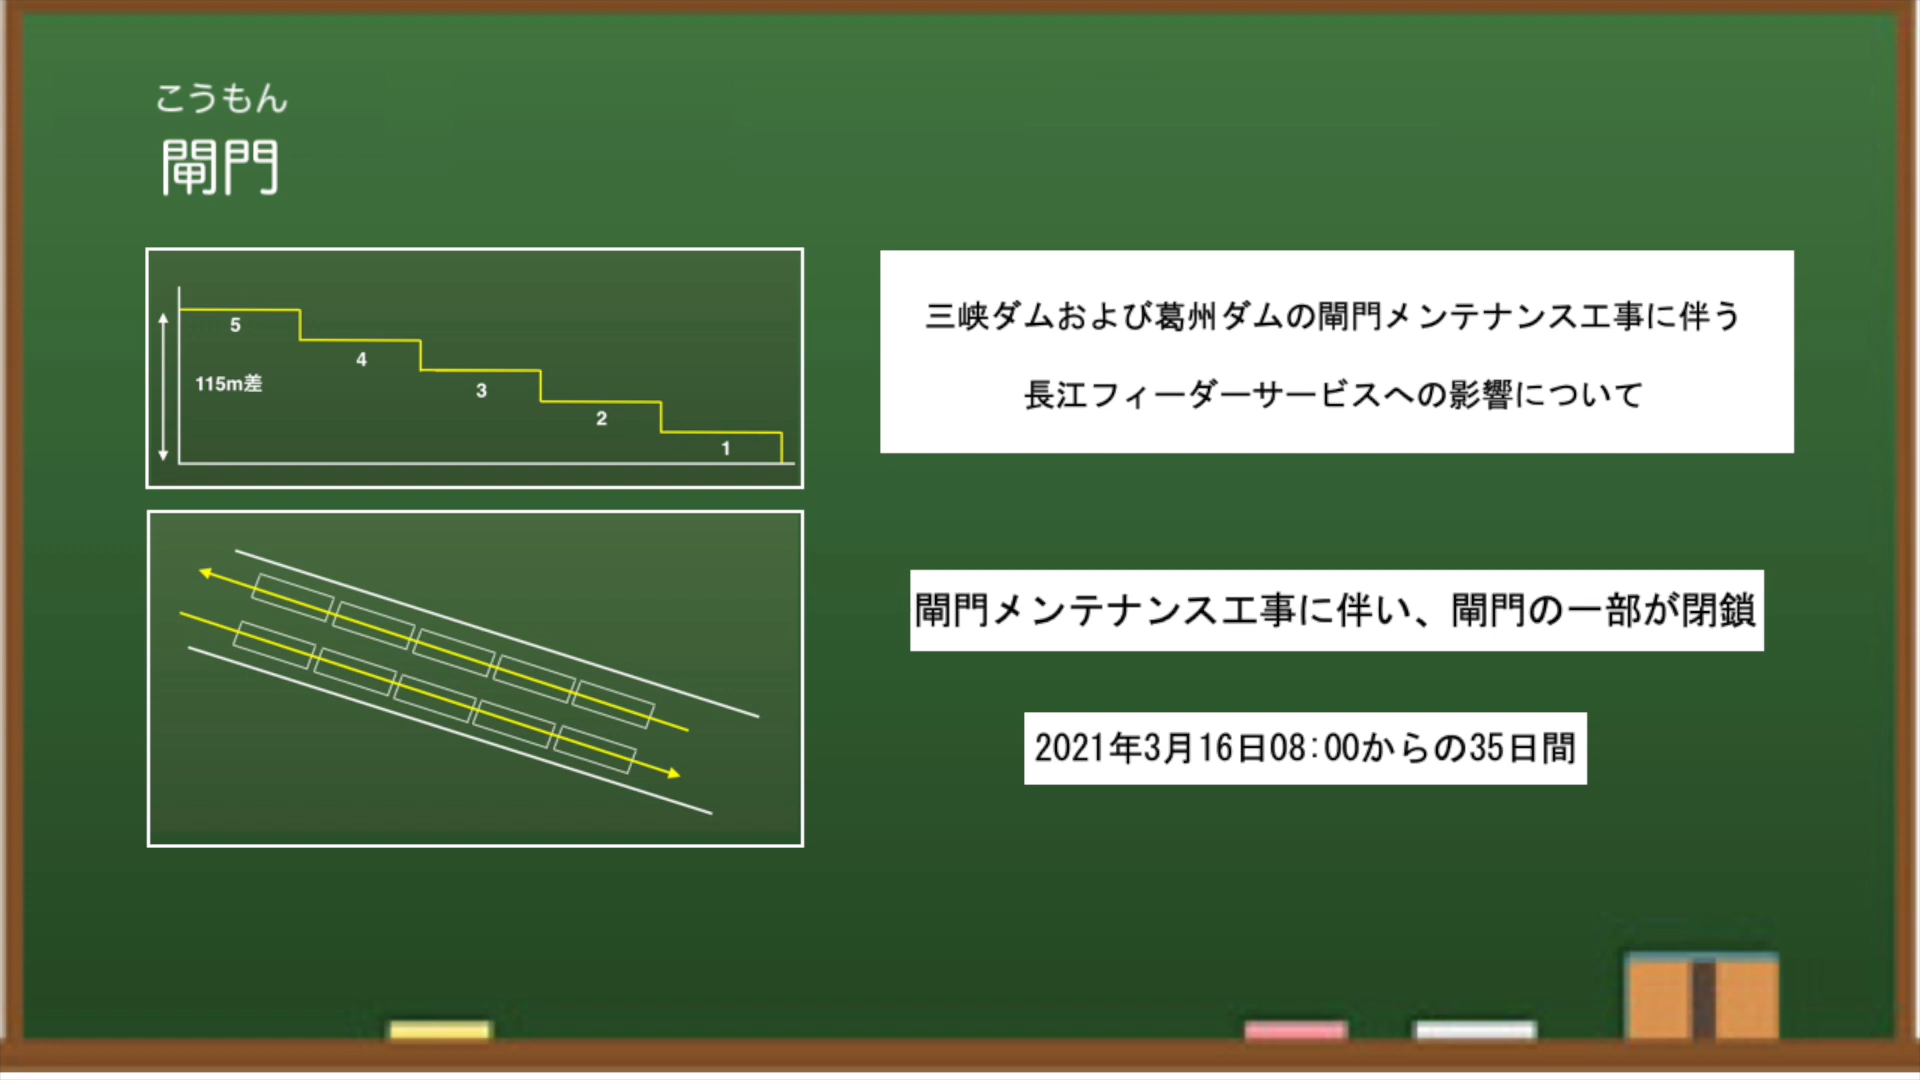 こうもん
閘門
5
4
115m差
3
2
1
三峡ダムおよび葛州ダムの閘門メンテナンス工事に伴う
長江フィーダーサービスへの影響について
閘門メンテナンス工事に伴い、閘門の一部が閉鎖
2021年3月16日08:00からの35日間